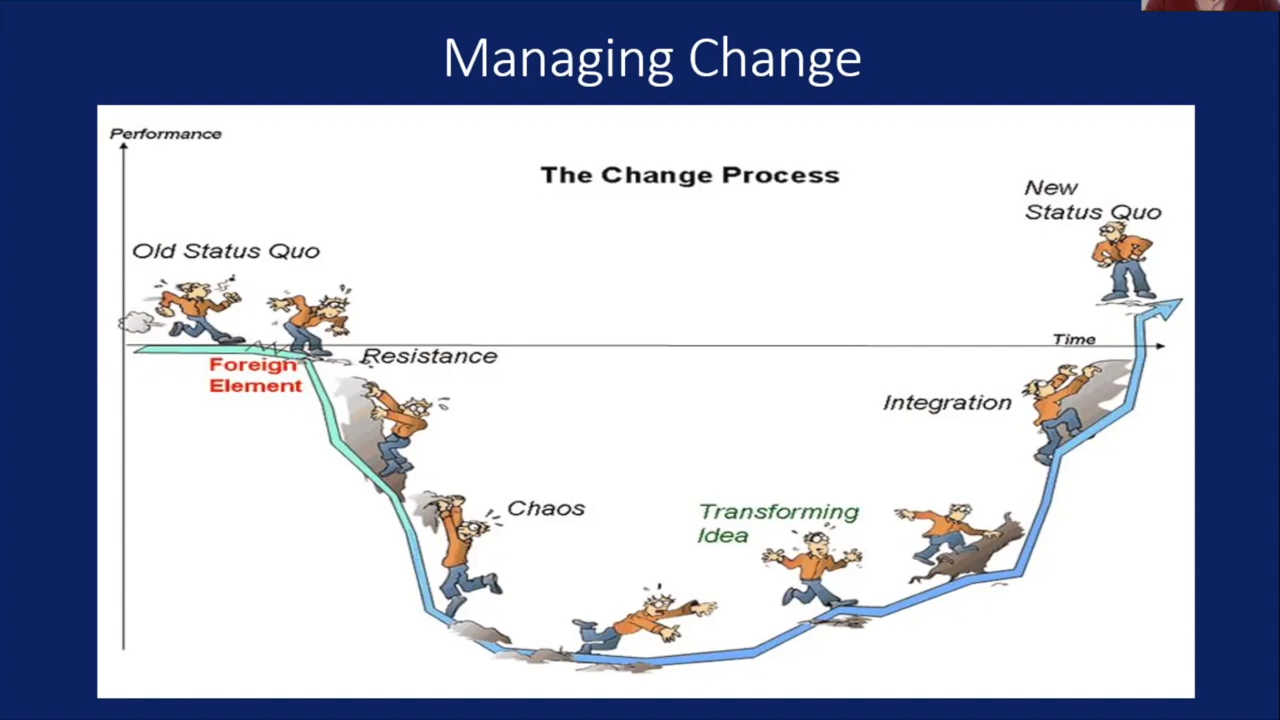 Managing Change
Performance
The Change Process
New
Status Quo
Old Status Quo
Time
Resistance
Foreign
Element
Integration
Chaos
Transforming
Idea